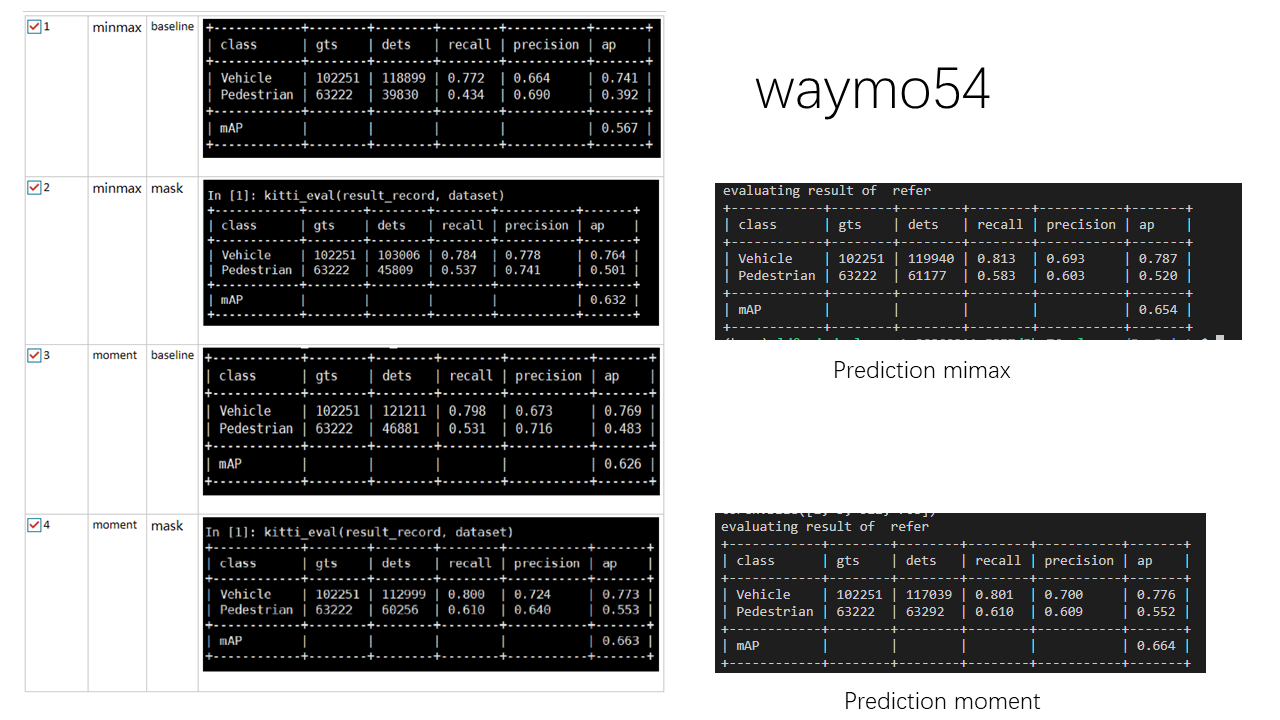 1 minmax baseline
+------------+--------+--------+--------+-----------+-------+
| class | gts | dets | recall | precision | ap |
+------------+--------+--------+--------+-----------+-------+
| Vehicle | 102251 | 118899 | 0.772 | 0.664 | 0.741 |
| Pedestrian | 63222 | 39830 | 0.434 | 0.690 | 0.392 |
+------------+--------+--------+--------+-----------+-------+
| mAP | | | | | 0.567 |
+------------+--------+--------+--------+-----------+-------+
2 minmax mask
In [1]: kitti_eval(result_record, dataset)
+------------+--------+--------+--------+-----------+-------+
| class | gts | dets | recall | precision | ap |
+------------+--------+--------+--------+-----------+-------+
| Vehicle | 102251 | 103006 | 0.784 | 0.778 | 0.764 |
| Pedestrian | 63222 | 45809 | 0.537 | 0.741 | 0.501 |
+------------+--------+--------+--------+-----------+-------+
| mAP | | | | | 0.632 |
+------------+--------+--------+--------+-----------+-------+
3 moment baseline
+------------+--------+--------+--------+-----------+-------+
| class | gts | dets | recall | precision | ap |
+------------+--------+--------+--------+-----------+-------+
| Vehicle | 102251 | 121211 | 0.798 | 0.673 | 0.769 |
| Pedestrian | 63222 | 46881 | 0.531 | 0.716 | 0.483 |
+------------+--------+--------+--------+-----------+-------+
| mAP | | | | | 0.626 |
+------------+--------+--------+--------+-----------+-------+
4 moment mask
In [1]: kitti_eval(result_record, dataset)
+------------+--------+--------+--------+-----------+-------+
| class | gts | dets | recall | precision | ap |
+------------+--------+--------+--------+-----------+-------+
| Vehicle | 102251 | 112999 | 0.800 | 0.724 | 0.773 |
| Pedestrian | 63222 | 60256 | 0.610 | 0.640 | 0.553 |
+------------+--------+--------+--------+-----------+-------+
| mAP | | | | | 0.663 |
+------------+--------+--------+--------+-----------+-------+
waymo54
evaluating result of refer
+------------+--------+--------+--------+-----------+-------+
| class | gts | dets | recall | precision | ap |
+------------+--------+--------+--------+-----------+-------+
| Vehicle | 102251 | 119940 | 0.813 | 0.693 | 0.787 |
| Pedestrian | 63222 | 61177 | 0.583 | 0.603 | 0.520 |
+------------+--------+--------+--------+-----------+-------+
| mAP | | | | | 0.654 |
+------------+--------+--------+--------+-----------+-------+
Prediction mimax
evaluating result of refer
+------------+--------+--------+--------+-----------+-------+
| class | gts | dets | recall | precision | ap |
+------------+--------+--------+--------+-----------+-------+
| Vehicle | 102251 | 117039 | 0.801 | 0.700 | 0.776 |
| Pedestrian | 63222 | 63292 | 0.610 | 0.609 | 0.552 |
+------------+--------+--------+--------+-----------+-------+
| mAP | | | | | 0.664 |
+------------+--------+--------+--------+-----------+-------+
Prediction moment